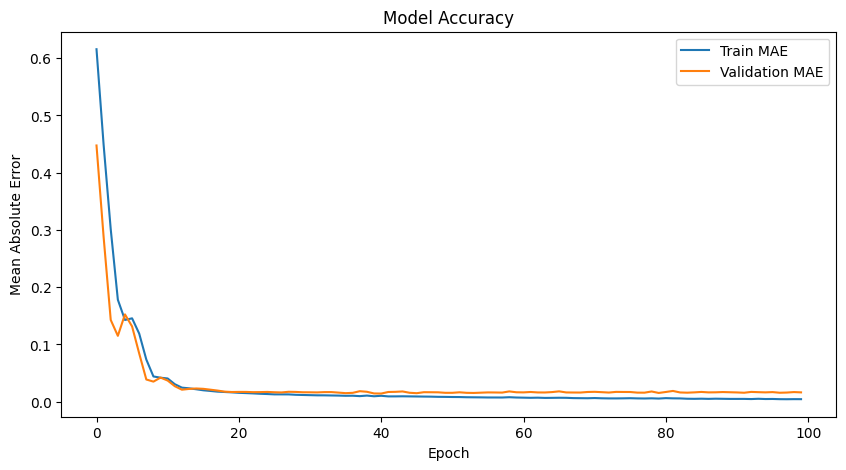 Model Accuracy
Train MAE
Validation MAE
0.6
0.5
0.4
0.3
0.2
0.1
0.0
Mean Absolute Error
0 20 40 60 80 100
Epoch